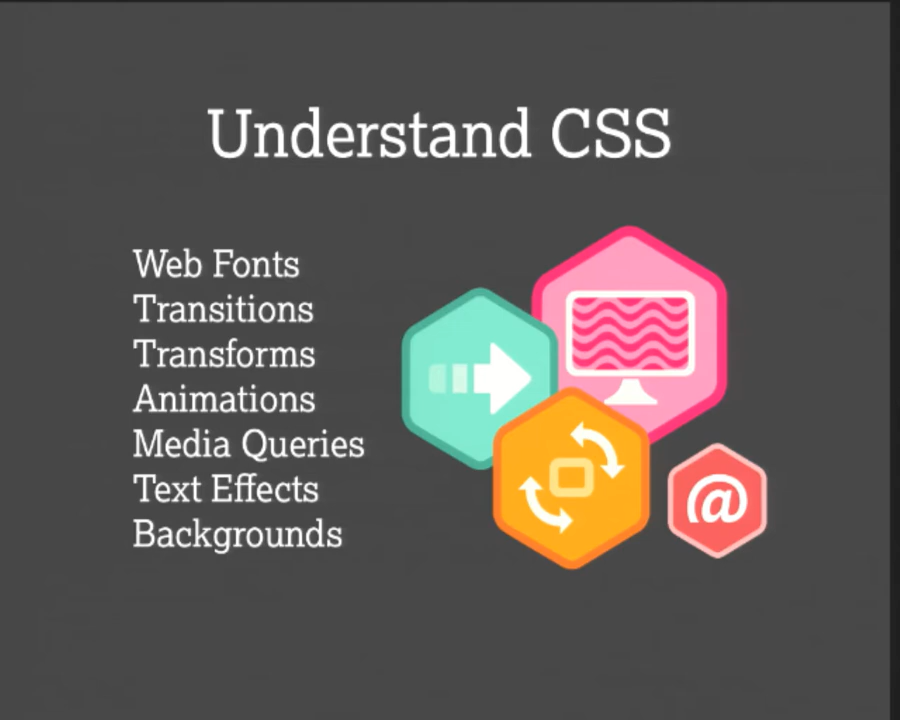 Understand CSS
Web Fonts
Transitions
Transforms
Animations
Media Queries
Text Effects
Backgrounds
@